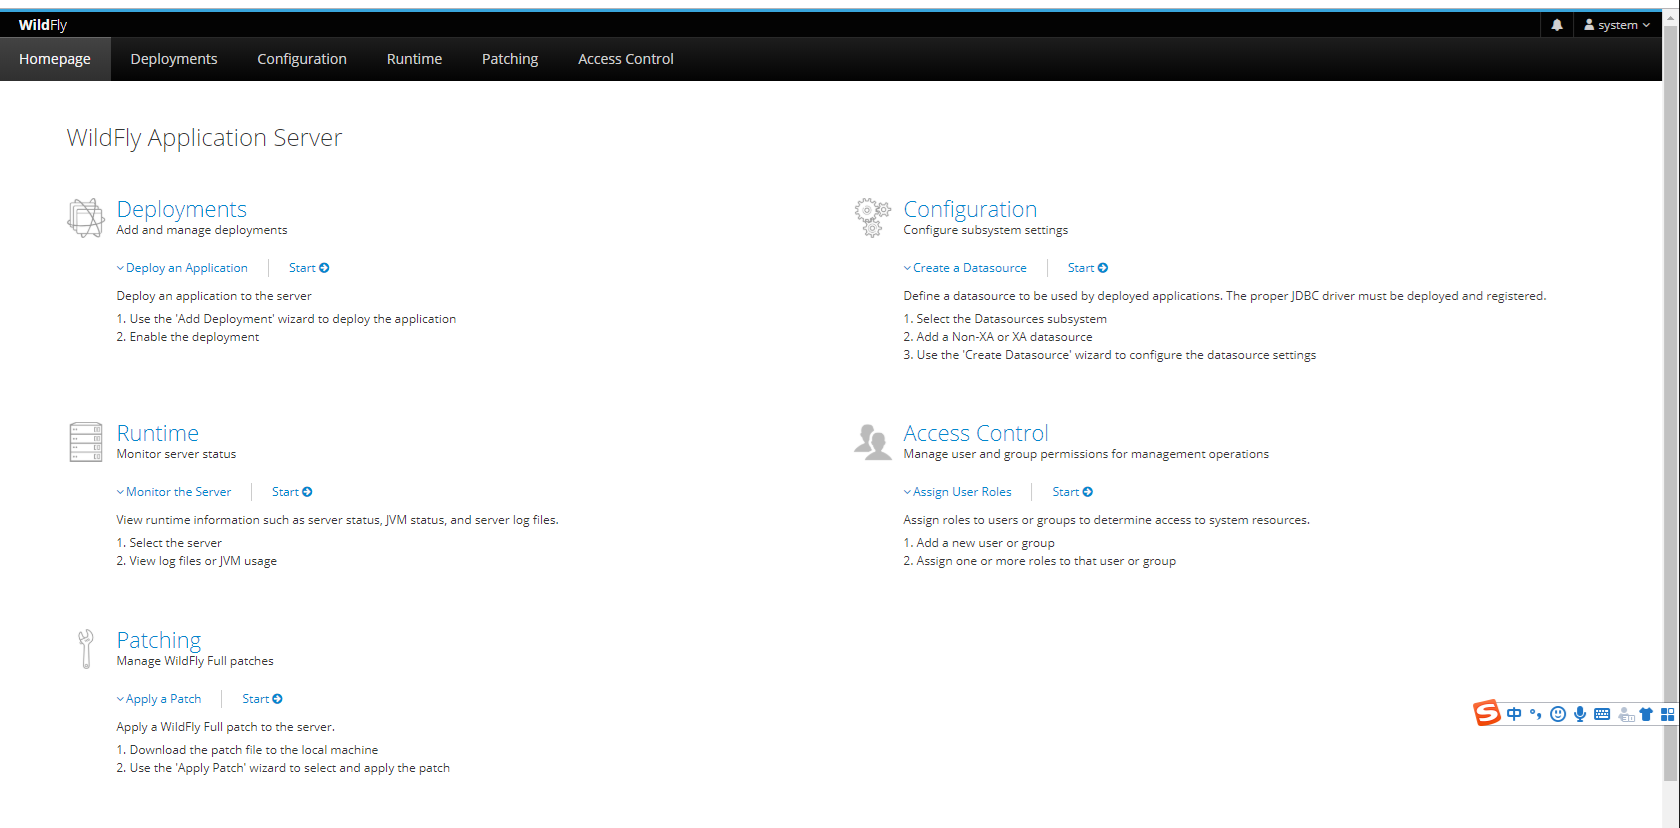 WildFly
system
Homepage Deployments Configuration Runtime Patching Access Control
WildFly Application Server
Deployments
Add and manage deployments
Deploy an Application Start
Deploy an application to the server
1. Use the 'Add Deployment' wizard to deploy the application
2. Enable the deployment
Configuration
Configure subsystem settings
Create a Datasource Start
Define a datasource to be used by deployed applications. The proper JDBC driver must be deployed and registered.
1. Select the Datasources subsystem
2. Add a Non-XA or XA datasource
3. Use the 'Create Datasource' wizard to configure the datasource settings
Runtime
Monitor server status
Monitor the Server Start
View runtime information such as server status, JVM status, and server log files.
1. Select the server
2. View log files or JVM usage
Access Control
Manage user and group permissions for management operations
Assign User Roles Start
Assign roles to users or groups to determine access to system resources.
1. Add a new user or group
2. Assign one or more roles to that user or group
Patching
Manage WildFly Full patches
Apply a Patch Start
Apply a WildFly Full patch to the server.
1. Download the patch file to the local machine
2. Use the 'Apply Patch' wizard to select and apply the patch
S 中 °,